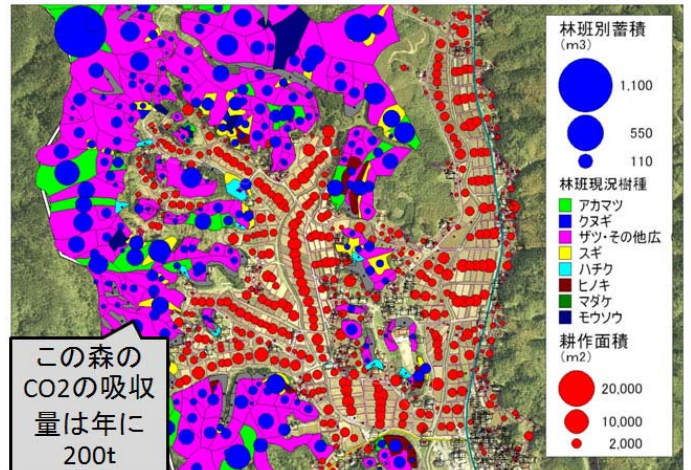 林班別蓄積
(m3)
1,100
550
110
林班現況樹種
アカマツ
クヌギ
ザツ・その他広
スギ
ハチク
ヒノキ
マダケ
モウソウ
耕作面積
(m2)
20,000
10,000
2,000
この森の
CO2の吸収
量は年に
200t